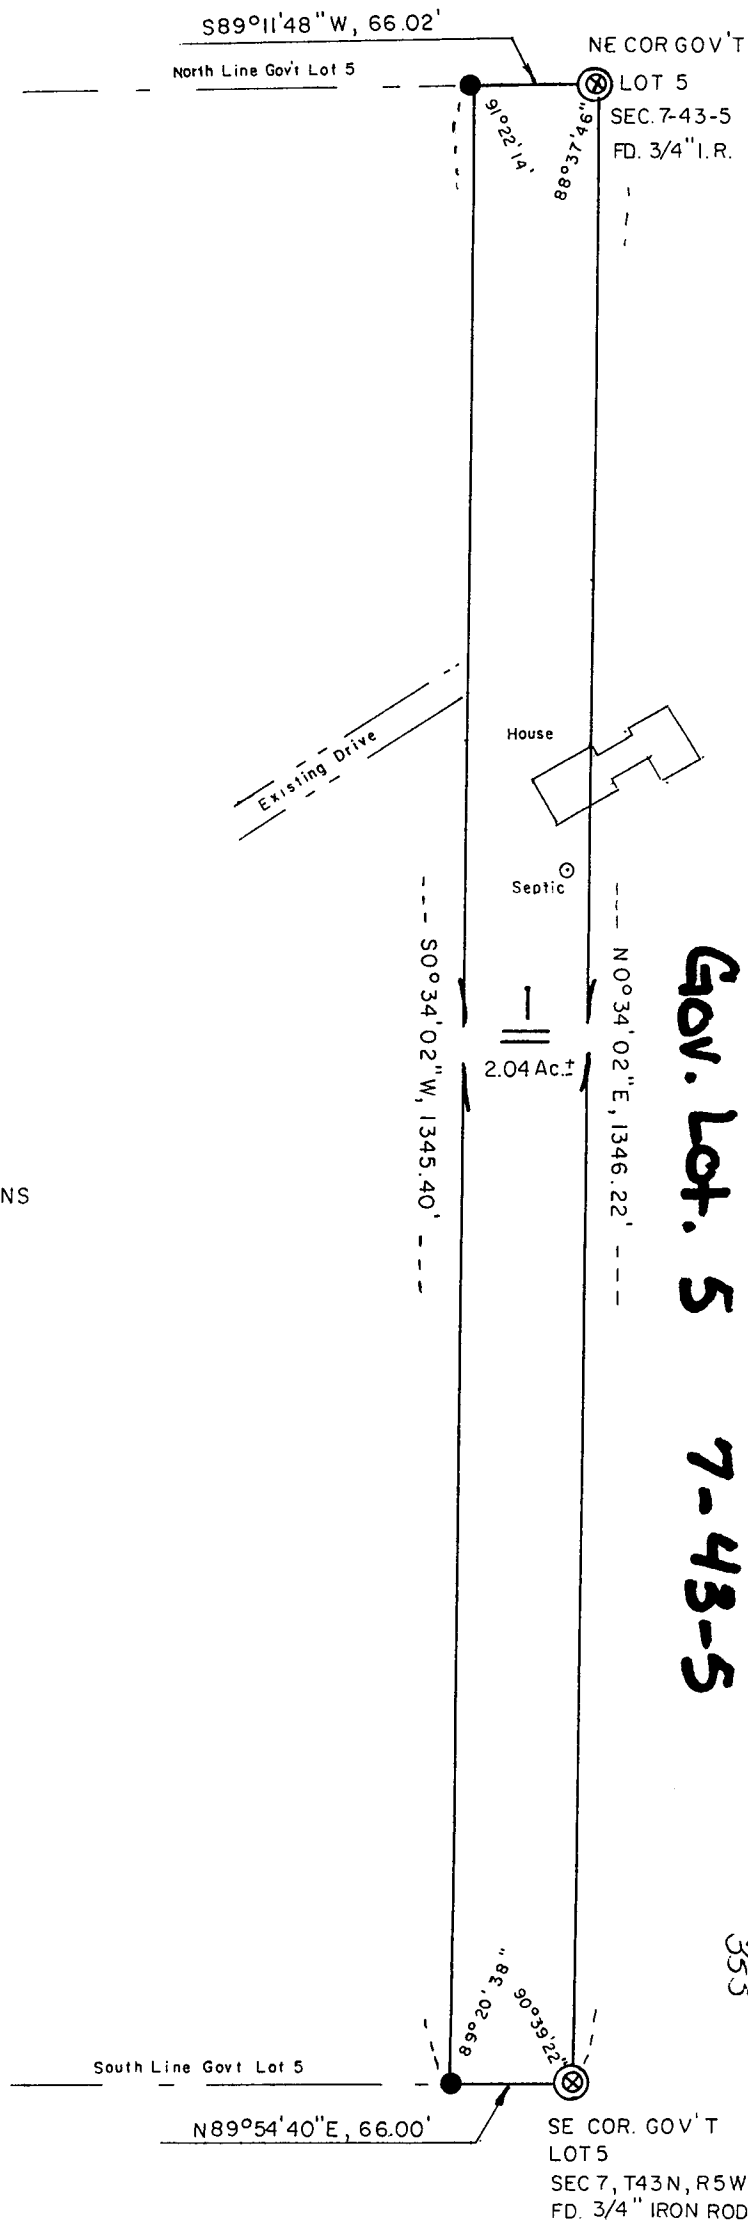 S89°11'48"W, 66.02'
NE COR GOV'T
North Line Gov't Lot 5
LOT 5
SEC. 7-43-5
FD. 3/4" I.R.
91°22'14"
88°37'46"
House
Existing Drive
Septic
--- S0°34'02"W, 1345.40' ---
1
2.04 Ac.±
--- N0°34'02"E, 1346.22' ---
Gov. Lot. 5 7-43-5
NS
353
89°20'38"
90°39'22"
South Line Govt Lot 5
N89°54'40"E, 66.00'
SE COR. GOV'T
LOT 5
SEC 7, T43N, R5W
FD. 3/4" IRON ROD